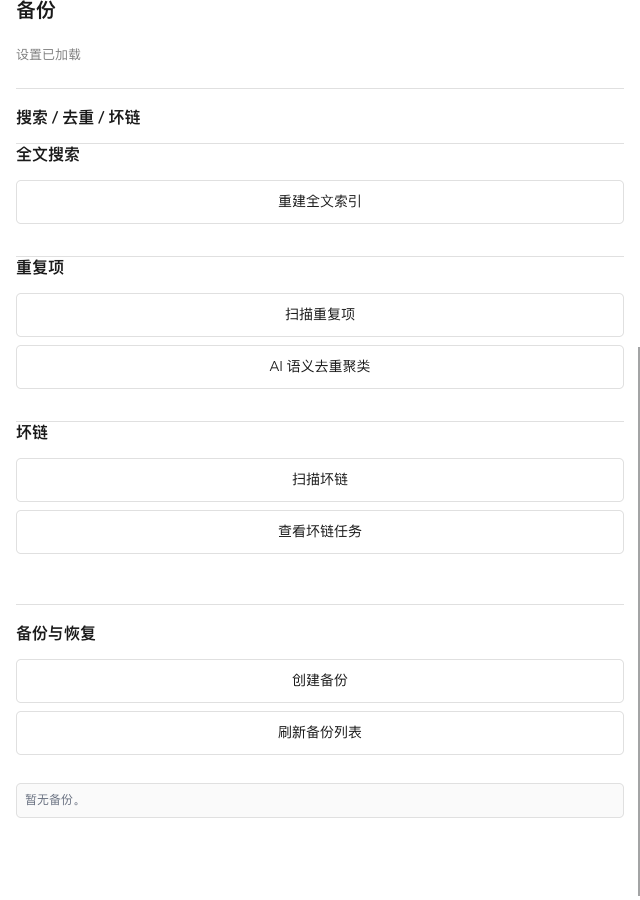 备份
设置已加载
搜索 / 去重 / 坏链
全文搜索
重建全文索引
重复项
扫描重复项
AI 语义去重聚类
坏链
扫描坏链
查看坏链任务
备份与恢复
创建备份
刷新备份列表
暂无备份。